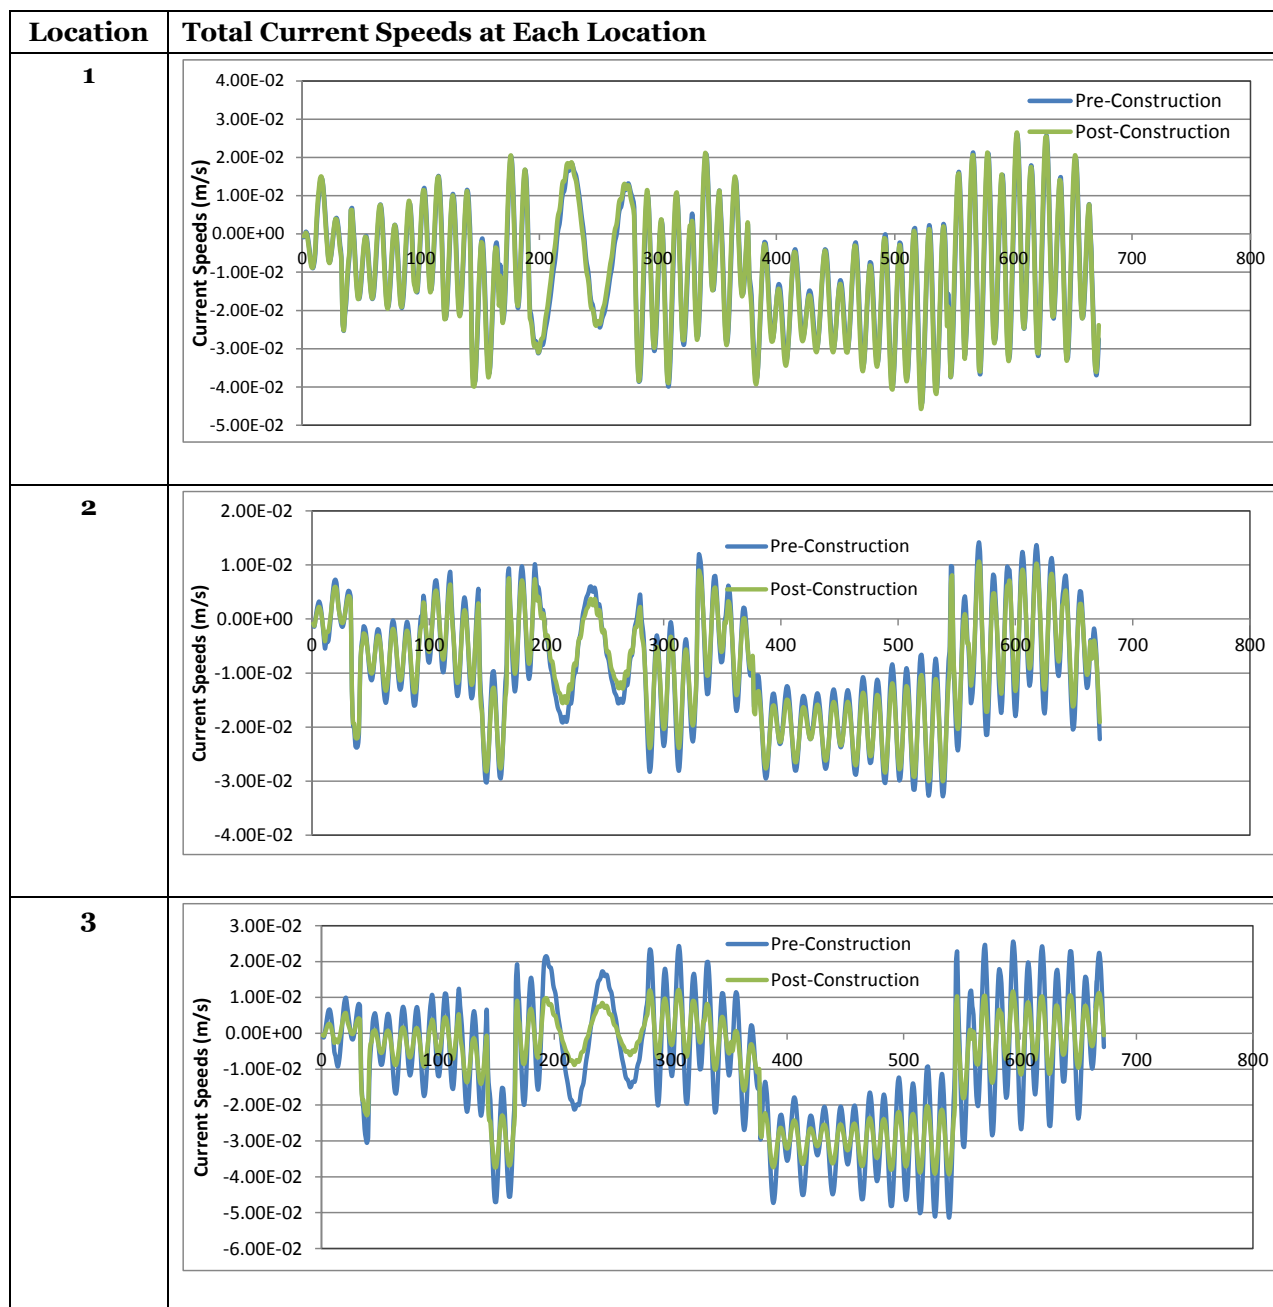 Location Total Current Speeds at Each Location
1
4.00E-02
3.00E-02
2.00E-02
1.00E-02
0.00E+00
-1.00E-02
-2.00E-02
-3.00E-02
-4.00E-02
-5.00E-02
Current Speeds (m/s)
0 100 200 300 400 500 600 700 800
Pre-Construction
Post-Construction
2
2.00E-02
1.00E-02
0.00E+00
-1.00E-02
-2.00E-02
-3.00E-02
-4.00E-02
Current Speeds (m/s)
0 100 200 300 400 500 600 700 800
Pre-Construction
Post-Construction
3
3.00E-02
2.00E-02
1.00E-02
0.00E+00
-1.00E-02
-2.00E-02
-3.00E-02
-4.00E-02
-5.00E-02
-6.00E-02
Current Speeds (m/s)
0 100 200 300 400 500 600 700 800
Pre-Construction
Post-Construction